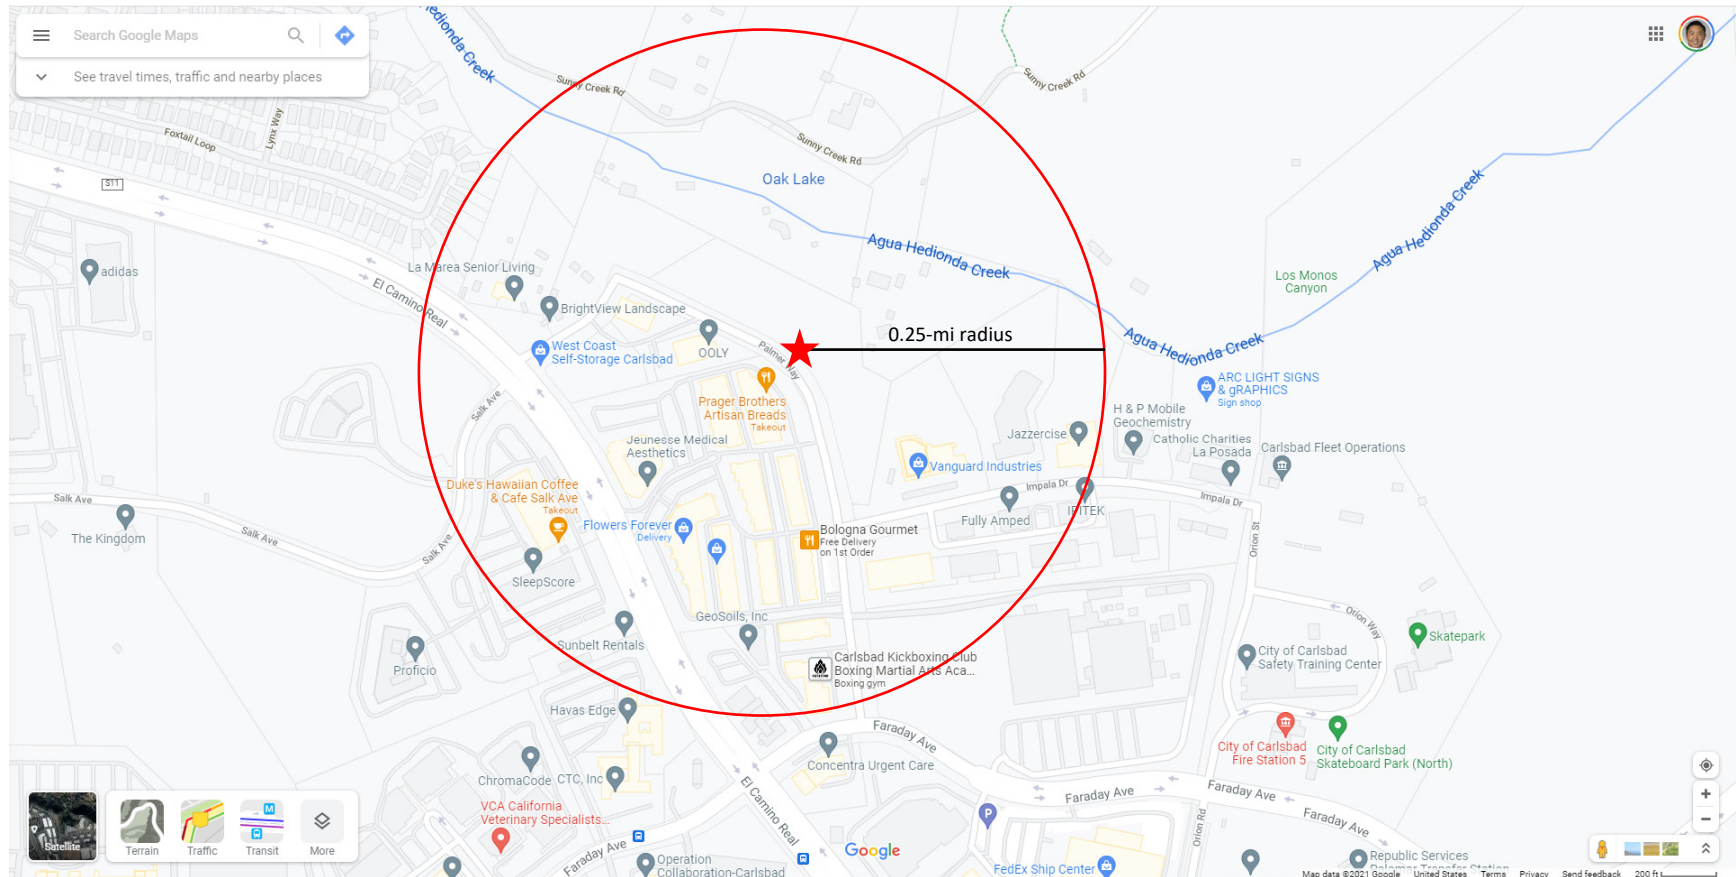 Search Google Maps
See travel times, traffic and nearby places
Hedionda Creek
Sunny Creek Rd
Sunny Creek Rd
Sunny Creek Rd
Lynx Way
Foxtail Loop
S11
Oak Lake
Agua Hedionda Creek
Agua Hedionda Creek
Los Monos
Canyon
adidas
La Marea Senior Living
El Camino Real
BrightView Landscape
0.25-mi radius
Agua Hedionda Creek
West Coast
Self-Storage Carlsbad
OOLY
Palmer Way
ARC LIGHT SIGNS
& gRAPHICS
Sign shop
Prager Brothers
Artisan Breads
Takeout
Salk Ave
H & P Mobile
Geochemistry
Jazzercise
Catholic Charities
La Posada
Carlsbad Fleet Operations
Jeunesse Medical
Aesthetics
Vanguard Industries
Duke's Hawaiian Coffee
& Cafe Salk Ave
Takeout
Impala Dr
Impala Dr
IPITEK
Salk Ave
The Kingdom
Salk Ave
Salk Ave
Flowers Forever
Delivery
Bologna Gourmet
Free Delivery
on 1st Order
Fully Amped
Orion St
SleepScore
GeoSoils, Inc
Orion Way
Skatepark
Sunbelt Rentals
Proficio
Carlsbad Kickboxing Club
Boxing Martial Arts Aca...
Boxing gym
City of Carlsbad
Safety Training Center
Havas Edge
Faraday Ave
City of Carlsbad
Fire Station 5
City of Carlsbad
Skateboard Park (North)
Concentra Urgent Care
ChromaCode
CTC, Inc
El Camino Real
VCA California
Veterinary Specialists...
P
Faraday Ave
Faraday Ave
Faraday Ave
Orion Rd
Satellite
Terrain
Traffic
M
Transit
More
Faraday Ave
Operation
Collaboration-Carlsbad
Google
FedEx Ship Center
Republic Services
Palomar Transfer Station
Map data ©2021 Google
United States
Terms
Privacy
Send feedback
200 ft